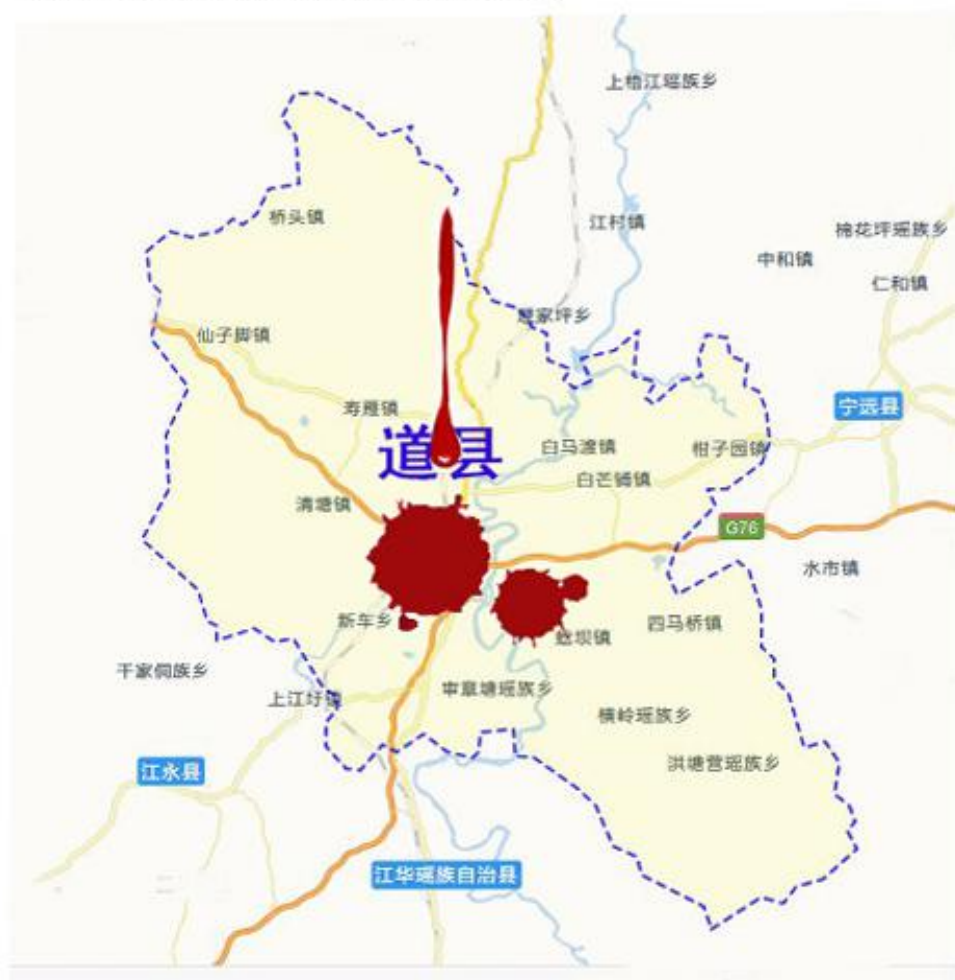 上梧江瑶族乡
桥头镇
江村镇
棉花坪瑶族乡
中和镇
仁和镇
理家坪乡
仙子脚镇
寿雁镇
宁远县
道县
白马渡镇
柑子园镇
白芒铺镇
清塘镇
G76
水市镇
新车乡
四马桥镇
蚣坝镇
千家侗族乡
审章塘瑶族乡
上江圩镇
横岭瑶族乡
洪塘营瑶族乡
江永县
江华瑶族自治县